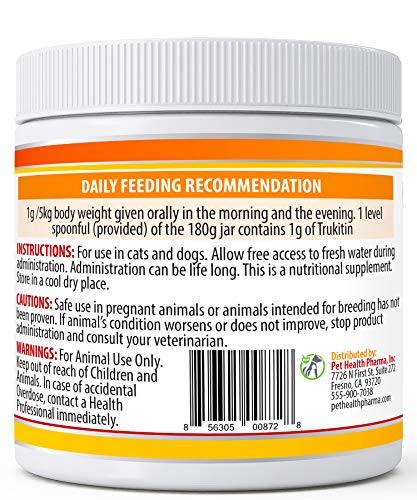 DAILY FEEDING RECOMMENDATION
1g /5kg body weight given orally in the morning and the evening. 1 level
spoonful (provided) of the 180g jar contains 1g of Trukitin
INSTRUCTIONS: For use in cats and dogs. Allow free access to fresh water during
administration. Administration can be life long. This is a nutritional supplement.
Store in a cool dry place.
CAUTIONS: Safe use in pregnant animals or animals intended for breeding has not
been proven. If animal's condition worsens or does not improve, stop product
administration and consult your veterinarian.
WARNINGS: For Animal Use Only.
Keep out of reach of Children and
Animals. In case of accidental
Overdose, contact a Health
Professional immediately.
Distributed by:
Pet Health Pharma, Inc
7726 N First St. Suite 272
Fresno, CA 93720
555-900-7038
pethealthpharma.com
8 56305 00872 8